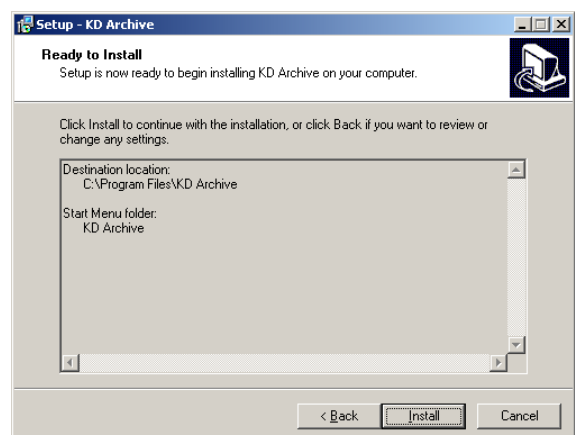 Setup - KD Archive
Ready to Install
Setup is now ready to begin installing KD Archive on your computer.
Click Install to continue with the installation, or click Back if you want to review or
change any settings.
Destination location:
C:\Program Files\KD Archive
Start Menu folder:
KD Archive
< Back
Install
Cancel